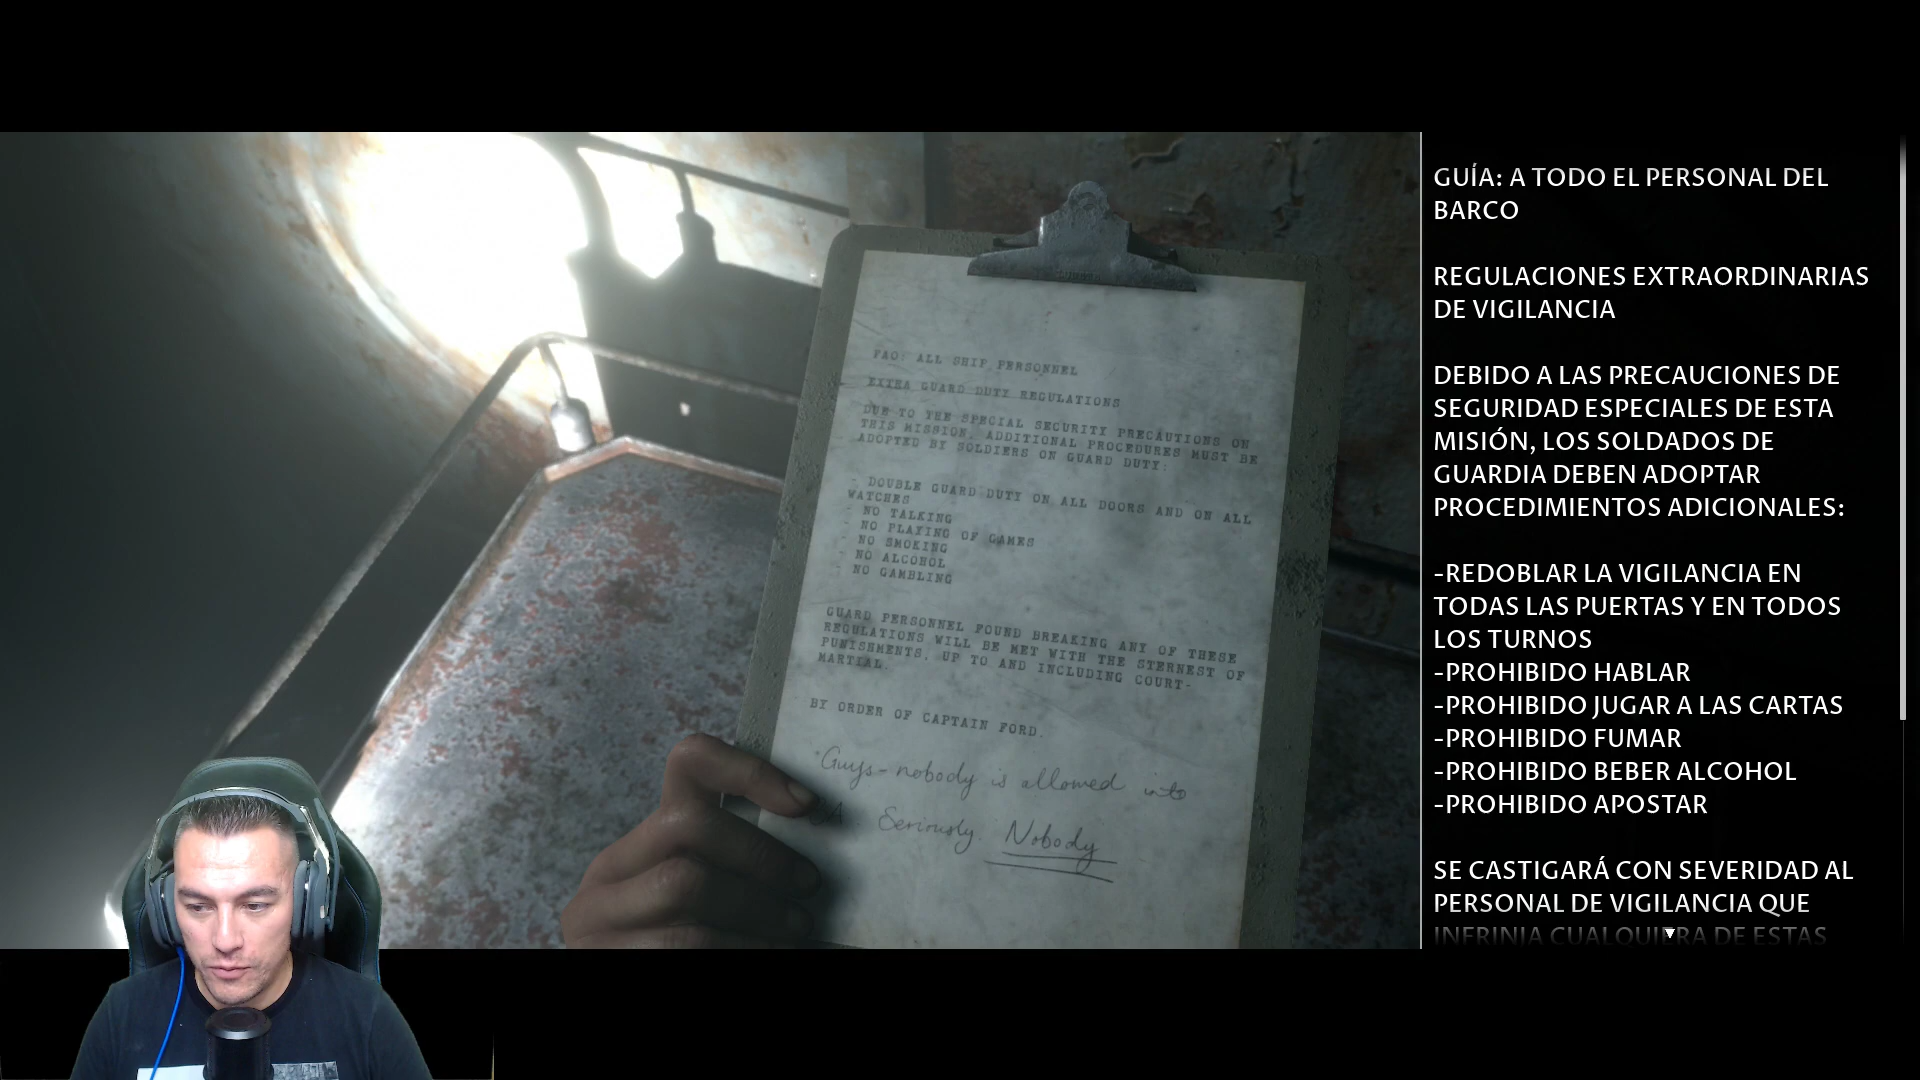 FAO: ALL SHIP PERSONNEL
EXTRA GUARD DUTY REGULATIONS
DUE TO THE SPECIAL SECURITY PRECAUTIONS ON
THIS MISSION, ADDITIONAL PROCEDURES MUST BE
ADOPTED BY SOLDIERS ON GUARD DUTY:
- DOUBLE GUARD DUTY ON ALL DOORS AND ON ALL
WATCHES
- NO TALKING
- NO PLAYING OF GAMES
- NO SMOKING
- NO ALCOHOL
- NO GAMBLING
GUARD PERSONNEL FOUND BREAKING ANY OF THESE
REGULATIONS WILL BE MET WITH THE STERNEST OF
PUNISHMENTS, UP TO AND INCLUDING COURT-
MARTIAL.
BY ORDER OF CAPTAIN FORD.
Guys - nobody is allowed into
A. Seriously. Nobody
GUÍA: A TODO EL PERSONAL DEL
BARCO
REGULACIONES EXTRAORDINARIAS
DE VIGILANCIA
DEBIDO A LAS PRECAUCIONES DE
SEGURIDAD ESPECIALES DE ESTA
MISIÓN, LOS SOLDADOS DE
GUARDIA DEBEN ADOPTAR
PROCEDIMIENTOS ADICIONALES:
-REDOBLAR LA VIGILANCIA EN
TODAS LAS PUERTAS Y EN TODOS
LOS TURNOS
-PROHIBIDO HABLAR
-PROHIBIDO JUGAR A LAS CARTAS
-PROHIBIDO FUMAR
-PROHIBIDO BEBER ALCOHOL
-PROHIBIDO APOSTAR
SE CASTIGARÁ CON SEVERIDAD AL
PERSONAL DE VIGILANCIA QUE
INFRINJA CUALQUIERA DE ESTAS